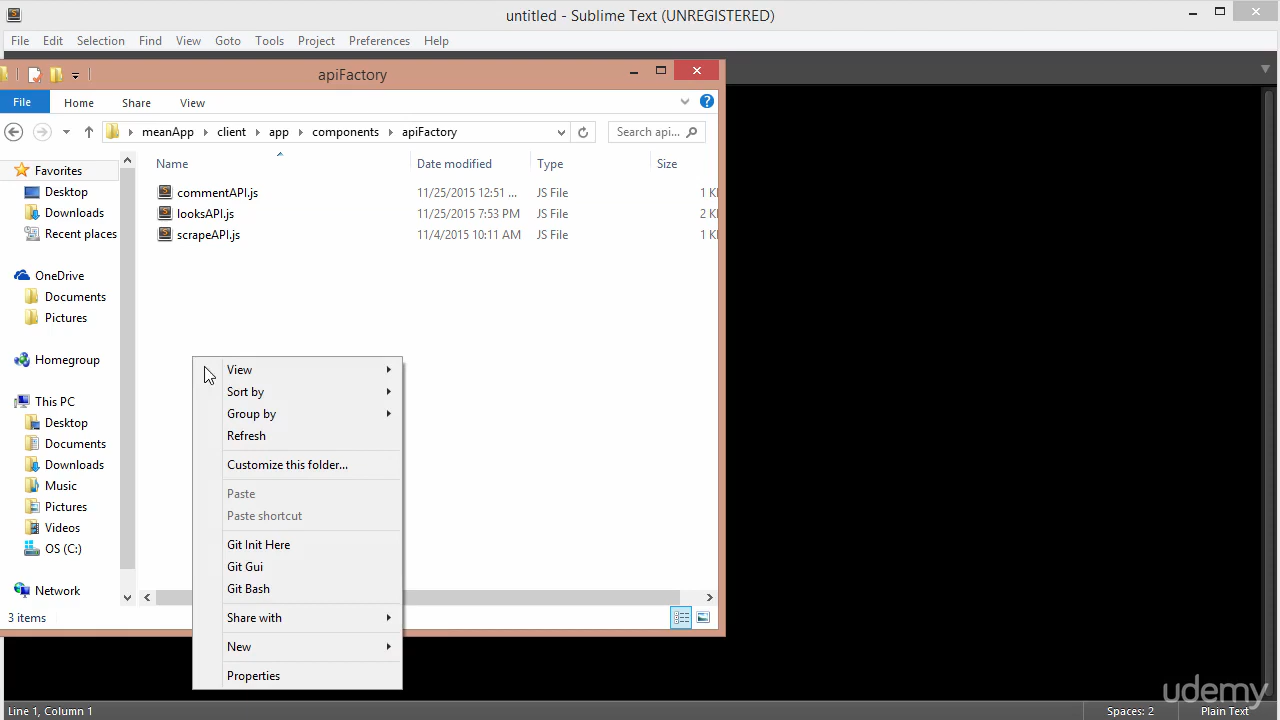 untitled - Sublime Text (UNREGISTERED)
File Edit Selection Find View Goto Tools Project Preferences Help
apiFactory
File Home Share View
meanApp client app components apiFactory
Search api...
Name Date modified Type Size
commentAPI.js 11/25/2015 12:51 ... JS File 1 K
looksAPI.js 11/25/2015 7:53 PM JS File 2 K
scrapeAPI.js 11/4/2015 10:11 AM JS File 1 K
Favorites
Desktop
Downloads
Recent places
OneDrive
Documents
Pictures
Homegroup
This PC
Desktop
Documents
Downloads
Music
Pictures
Videos
OS (C:)
Network
3 items
View
Sort by
Group by
Refresh
Customize this folder...
Paste
Paste shortcut
Git Init Here
Git Gui
Git Bash
Share with
New
Properties
udemy
Line 1, Column 1
Spaces: 2
Plain Text